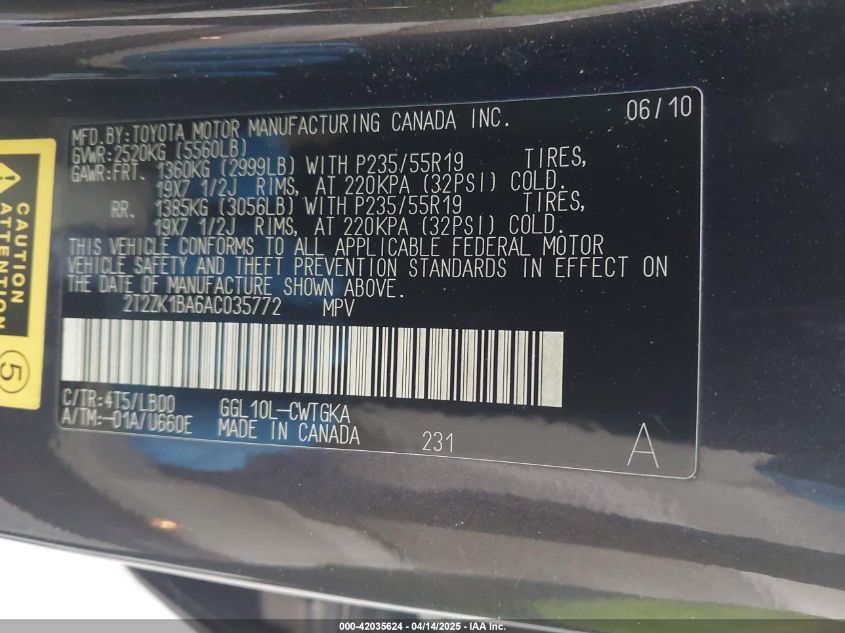 06/10
MFD.BY:TOYOTA MOTOR MANUFACTURING CANADA INC.
GVWR:2520KG (5560LB)
GAWR:FRT. 1360KG (2999LB) WITH P235/55R19 TIRES,
19X7 1/2J RIMS, AT 220KPA (32PSI) COLD.
RR. 1385KG (3056LB) WITH P235/55R19 TIRES,
19X7 1/2J RIMS, AT 220KPA (32PSI) COLD.
THIS VEHICLE CONFORMS TO ALL APPLICABLE FEDERAL MOTOR
VEHICLE SAFETY AND THEFT PREVENTION STANDARDS IN EFFECT ON
THE DATE OF MANUFACTURE SHOWN ABOVE.
2T2ZK1BA6AC035772 MPV
C/TR:4T5/LB00 GGL10L-CWTGKA
A/TM:-01A/U660E MADE IN CANADA
231 A
CAUTION
ATTENTION
5
000-42035624 - 04/14/2025 - IAA Inc.